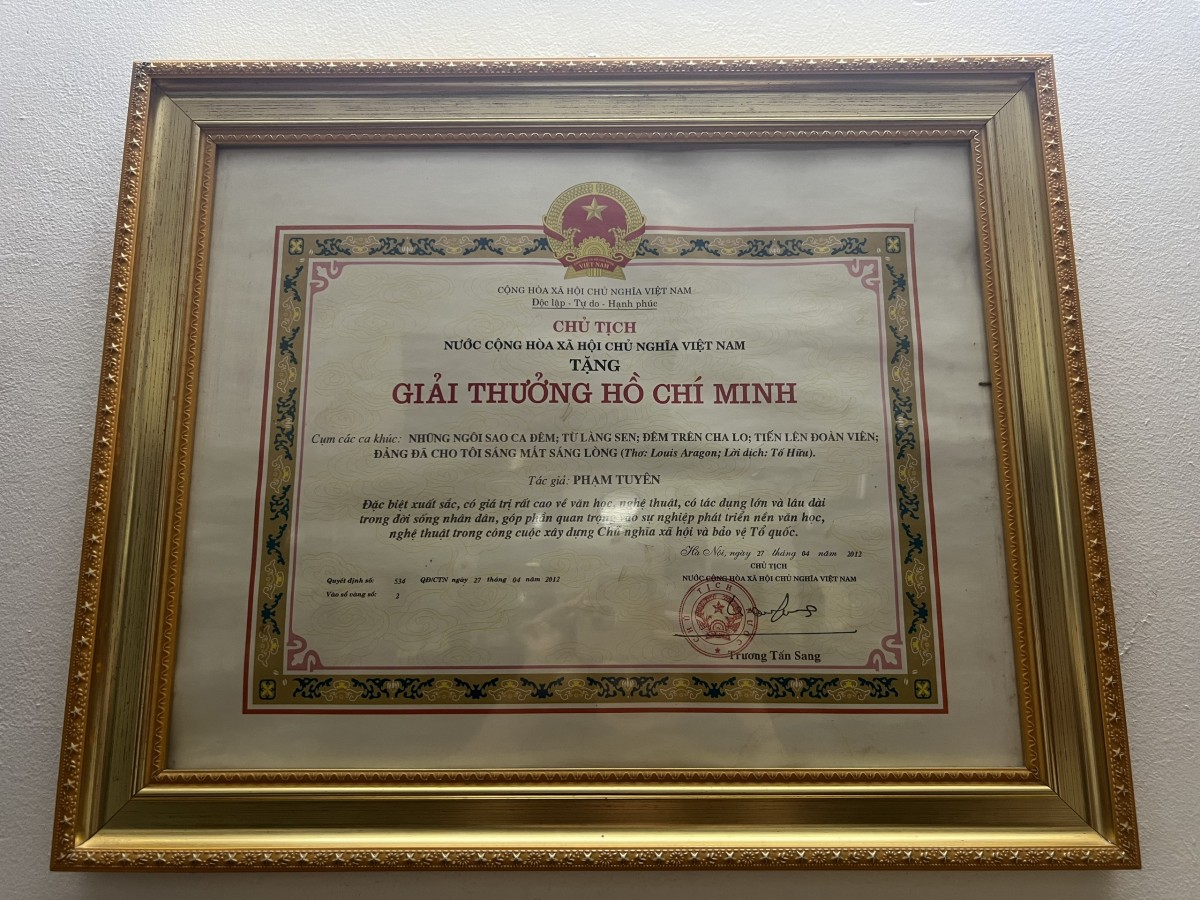 VIỆT NAM
CỘNG HÒA XÃ HỘI CHỦ NGHĨA VIỆT NAM
Độc lập - Tự do - Hạnh phúc
CHỦ TỊCH
NƯỚC CỘNG HÒA XÃ HỘI CHỦ NGHĨA VIỆT NAM
TẶNG
GIẢI THƯỞNG HỒ CHÍ MINH
Cụm các ca khúc: NHỮNG NGÔI SAO CA ĐÊM; TỪ LÀNG SEN; ĐÊM TRÊN CHA LO; TIẾN LÊN ĐOÀN VIÊN;
ĐẢNG ĐÃ CHO TÔI SÁNG MẮT SÁNG LÒNG (Thơ: Louis Aragon; Lời dịch: Tố Hữu).
Tác giả: PHẠM TUYÊN
Đặc biệt xuất sắc, có giá trị rất cao về văn học, nghệ thuật, có tác dụng lớn và lâu dài
trong đời sống nhân dân, góp phần quan trọng vào sự nghiệp phát triển nền văn học,
nghệ thuật trong công cuộc xây dựng Chủ nghĩa xã hội và bảo vệ Tổ quốc.
Hà Nội, ngày 27 tháng 04 năm 2012
CHỦ TỊCH
NƯỚC CỘNG HÒA XÃ HỘI CHỦ NGHĨA VIỆT NAM
Quyết định số: 534 QĐ/CTN ngày 27 tháng 04 năm 2012
Vào sổ vàng số: 2
CHỦ TỊCH NƯỚC
Trương Tấn Sang